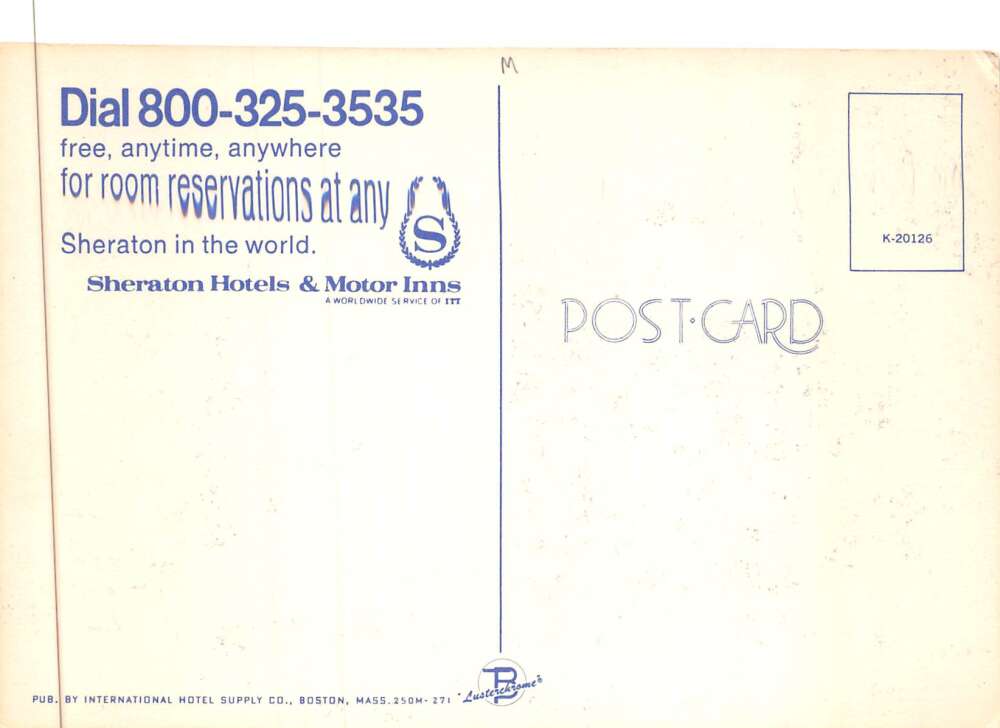 M
Dial 800-325-3535
free, anytime, anywhere
for room reservations at any
Sheraton in the world.
S
Sheraton Hotels & Motor Inns
A WORLDWIDE SERVICE OF ITT
K-20126
POST·CARD
PUB. BY INTERNATIONAL HOTEL SUPPLY CO., BOSTON, MASS. 250M-271
"Lusterchrome"®